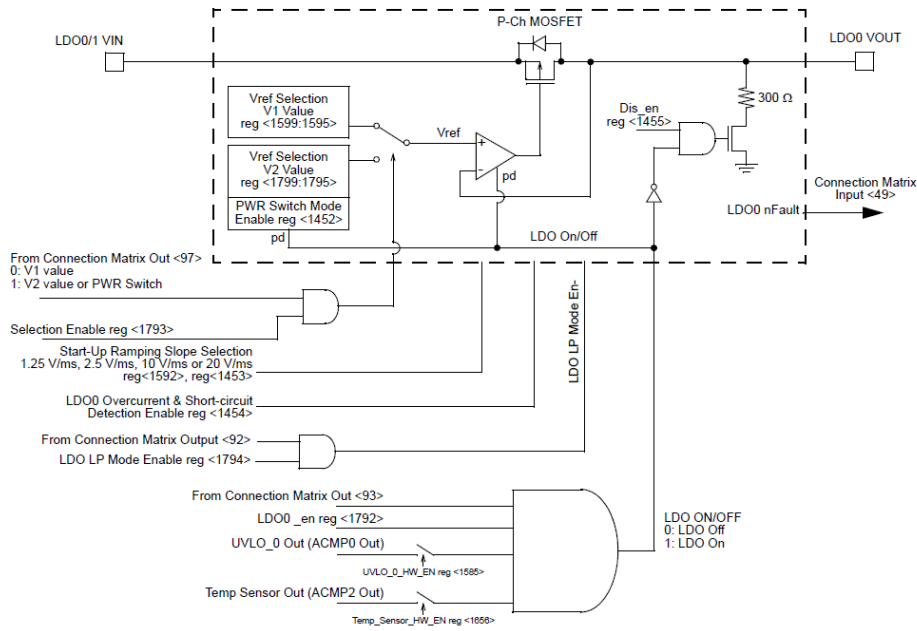 P-Ch MOSFET
LDO0/1 VIN
LDO0 VOUT
Vref Selection
V1 Value
reg <1599:1595>
Vref
Vref Selection
V2 Value
reg <1799:1795>
PWR Switch Mode
Enable reg <1452>
pd
+
-
pd
Dis_en
reg <1455>
300 Ω
Connection Matrix
Input <49>
LDO0 nFault
LDO On/Off
From Connection Matrix Out <97>
0: V1 value
1: V2 value or PWR Switch
Selection Enable reg <1793>
Start-Up Ramping Slope Selection
1.25 V/ms, 2.5 V/ms, 10 V/ms or 20 V/ms
reg<1592>, reg<1453>
LDO0 Overcurrent & Short-circuit
Detection Enable reg <1454>
LDO LP Mode En-
From Connection Matrix Output <92>
LDO LP Mode Enable reg <1794>
From Connection Matrix Out <93>
LDO0 _en reg <1792>
UVLO_0 Out (ACMP0 Out)
UVLO_0_HW_EN reg <1585>
Temp Sensor Out (ACMP2 Out)
Temp_Sensor_HW_EN reg <1656>
LDO ON/OFF
0: LDO Off
1: LDO On